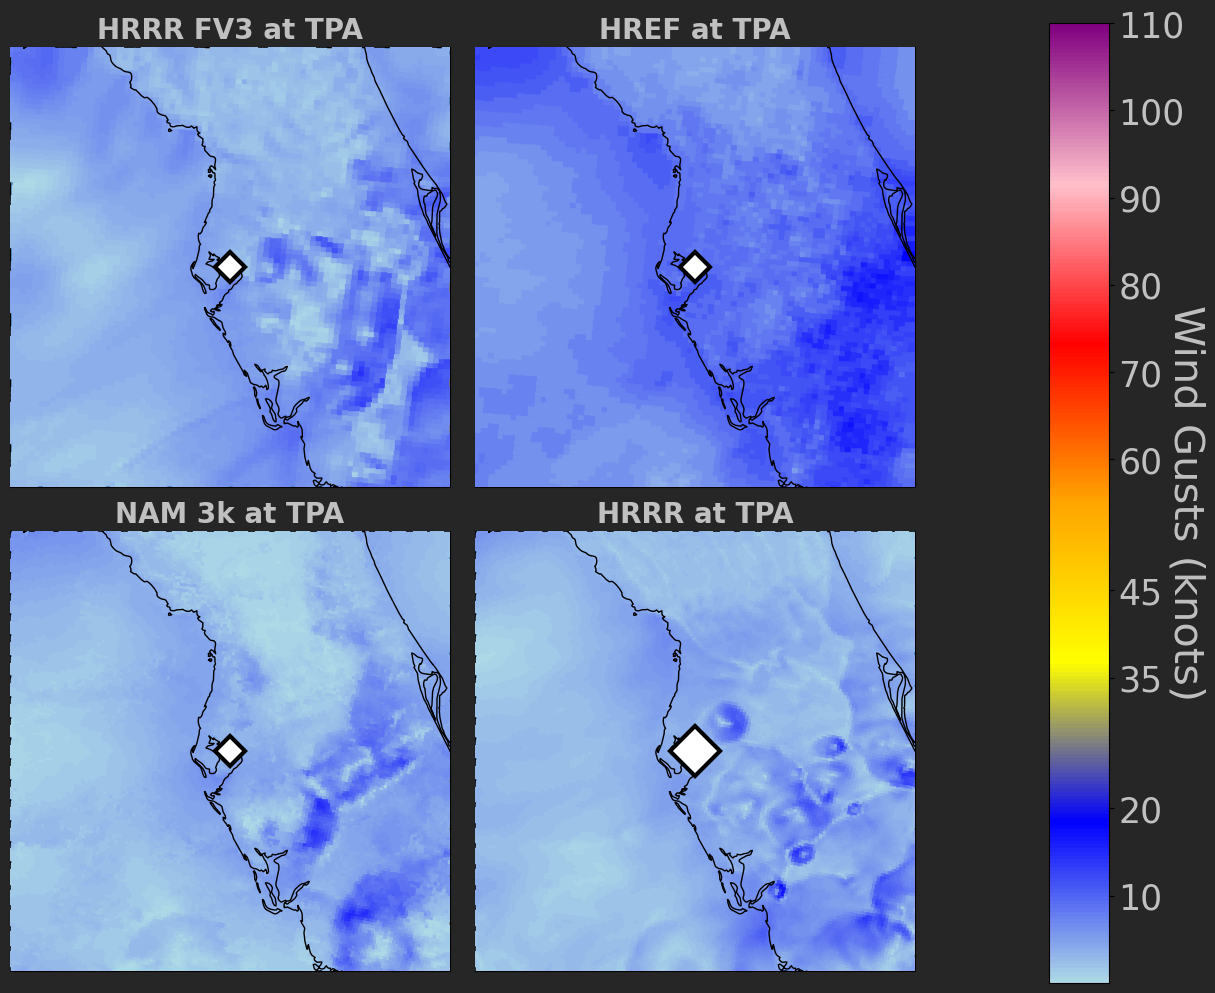 HRRR FV3 at TPA
HREF at TPA
NAM 3k at TPA
HRRR at TPA
110
100
90
80
70
60
45
35
20
10
Wind Gusts (knots)